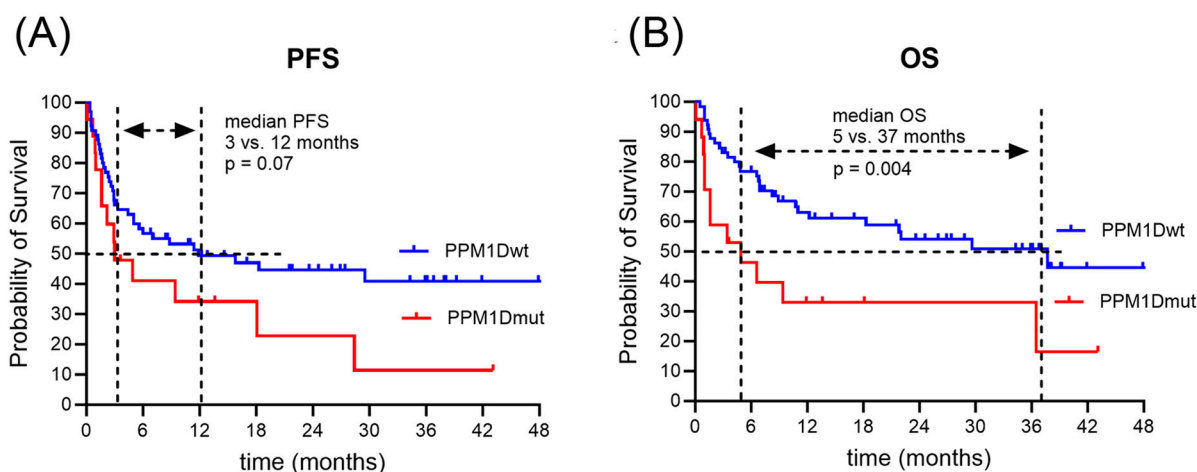 (A)
PFS
median PFS
3 vs. 12 months
p = 0.07
PPM1Dwt
PPM1Dmut
Probability of Survival
100
90
80
70
60
50
40
30
20
10
0
0 6 12 18 24 30 36 42 48
time (months)
(B)
OS
median OS
5 vs. 37 months
p = 0.004
PPM1Dwt
PPM1Dmut
Probability of Survival
100
90
80
70
60
50
40
30
20
10
0
0 6 12 18 24 30 36 42 48
time (months)